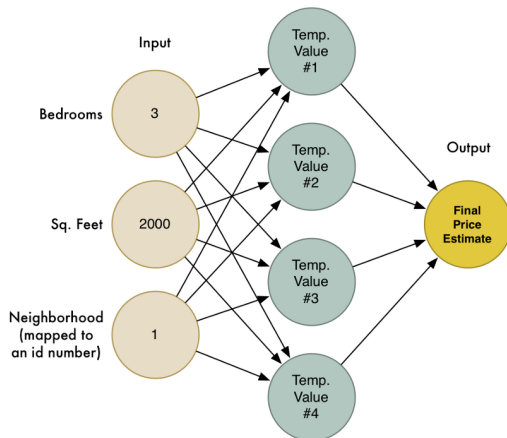 Input
Bedrooms
3
Sq. Feet
2000
Neighborhood
(mapped to
an id number)
1
Temp.
Value
#1
Temp.
Value
#2
Temp.
Value
#3
Temp.
Value
#4
Output
Final
Price
Estimate